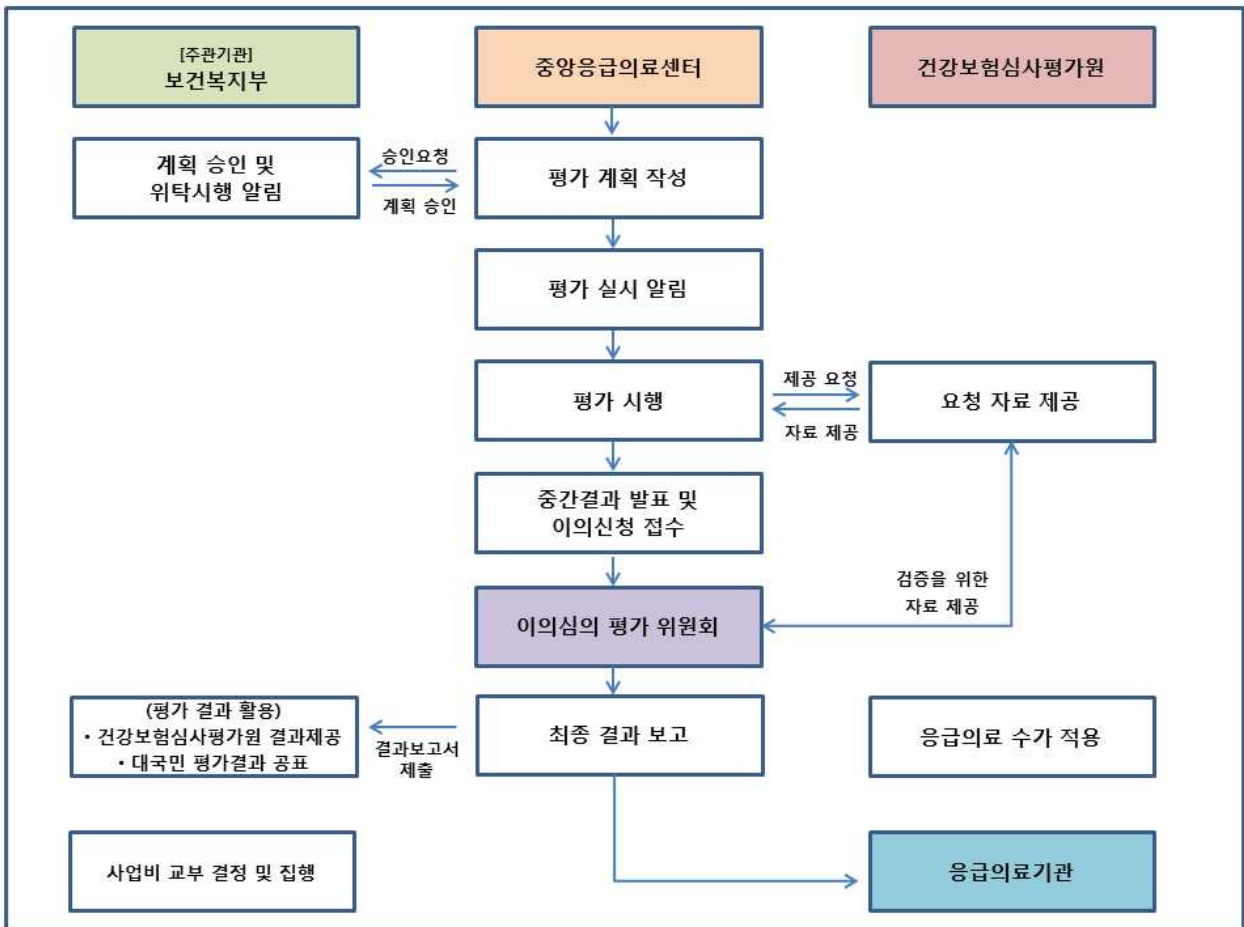 [주관기관]
보건복지부
중앙응급의료센터
건강보험심사평가원
계획 승인 및
위탁시행 알림
승인요청
계획 승인
평가 계획 작성
평가 실시 알림
평가 시행
제공 요청
자료 제공
요청 자료 제공
중간결과 발표 및
이의신청 접수
검증을 위한
자료 제공
이의심의 평가 위원회
(평가 결과 활용)
• 건강보험심사평가원 결과제공
• 대국민 평가결과 공표
결과보고서
제출
최종 결과 보고
응급의료 수가 적용
사업비 교부 결정 및 집행
응급의료기관